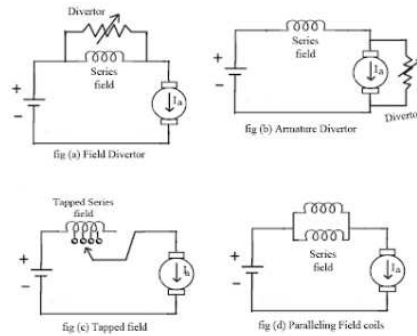 Divertor
Series
field
+
−
Ia
fig (a) Field Divertor
Series field
+
−
Ia
Divertor
fig (b) Armature Divertor
Tapped Series
field
+
−
Ia
fig (c) Tapped field
Series
field
+
−
Ia
fig (d) Paralleling Field coils